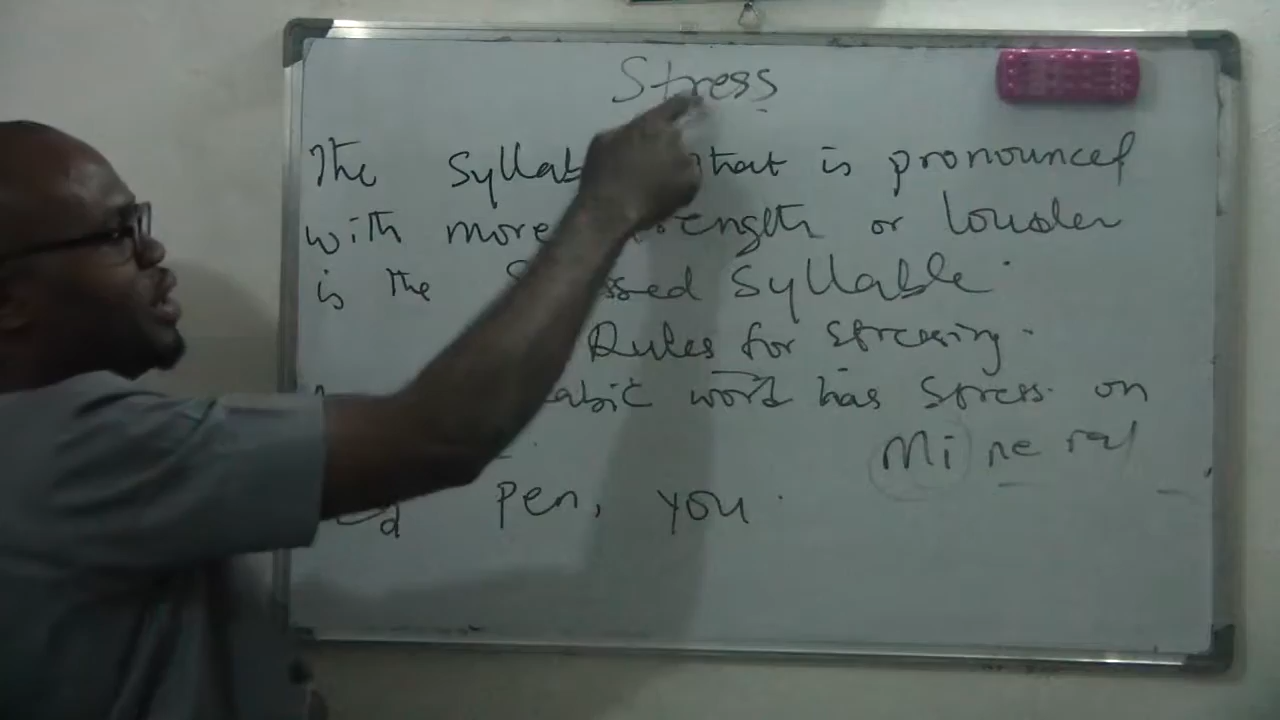 Stress
The Syllab that is pronounced
with more ength or louder
is the ssed Syllable.
Rules for stressing.
abic word has stress on
Mi ne ral
Pen, you.